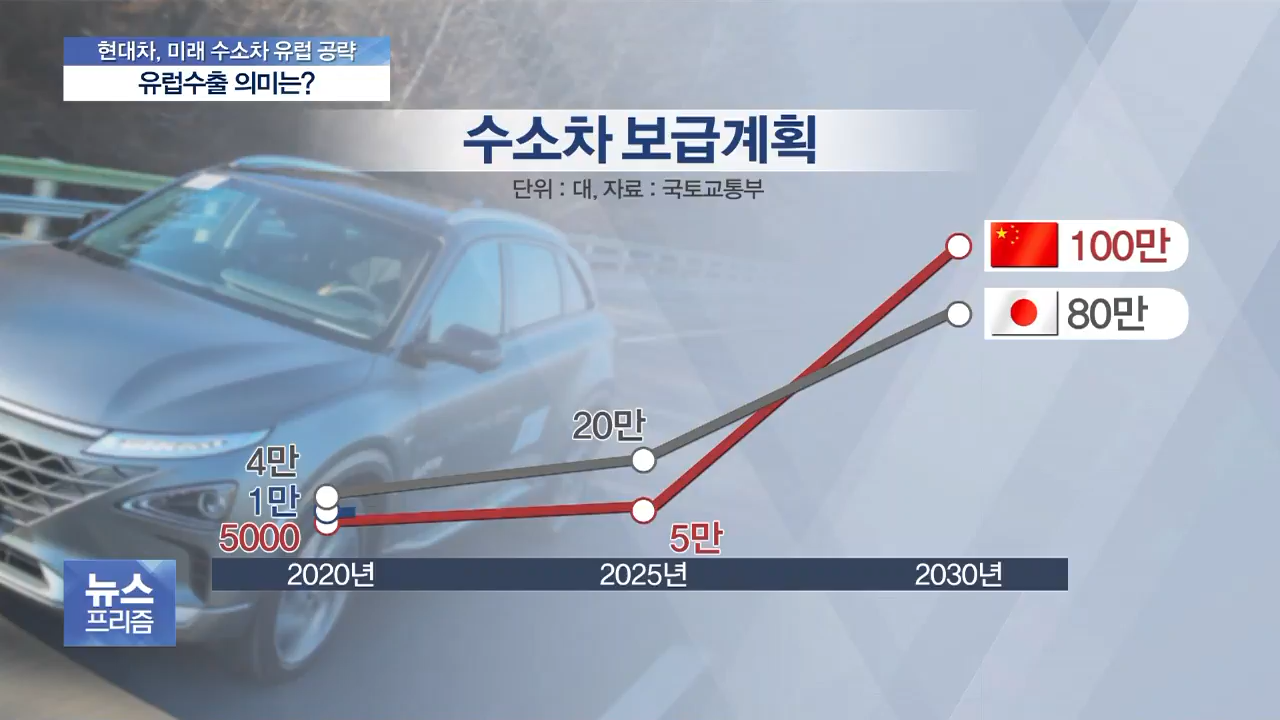 현대차, 미래 수소차 유럽 공략
유럽수출 의미는?
수소차 보급계획
단위 : 대, 자료 : 국토교통부
100만
80만
20만
4만
1만
5000
5만
2020년
2025년
2030년
뉴스
프리즘